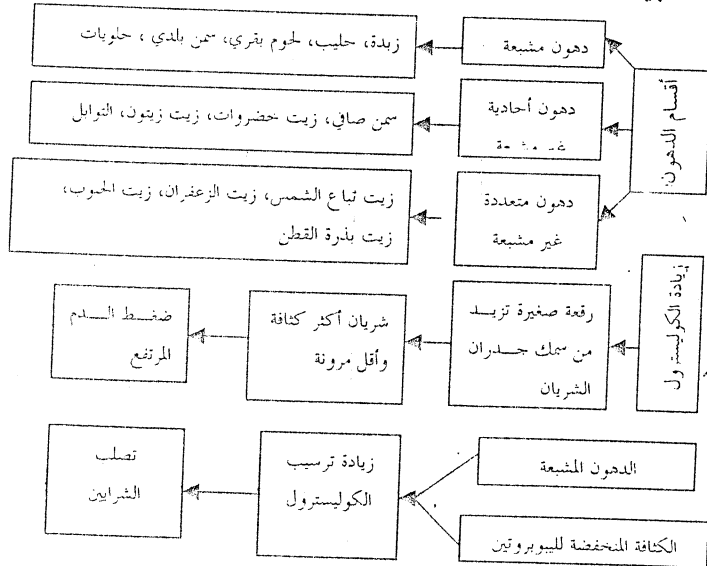 أقسام الدهون
دهون مشبعة
زبدة، حليب، لحوم بقري، سمن بلدي ، حلويات
دهون أحادية
غير مشبعة
سمن صافي، زيت خضروات، زيت زيتون، التوابل
دهون متعددة
غير مشبعة
زيت تباع الشمس، زيت الزعفران، زيت الحبوب،
زيت بذرة القطن
زيادة الكوليسترول
رقعة صغيرة تزيد
من سمك جدران
الشريان
شريان أكثر كثافة
وأقل مرونة
ضغط الدم
المرتفع
الدهون المشبعة
الكثافة المنخفضة لليبوبروتين
زيادة ترسيب
الكوليسترول
تصلب
الشرايين